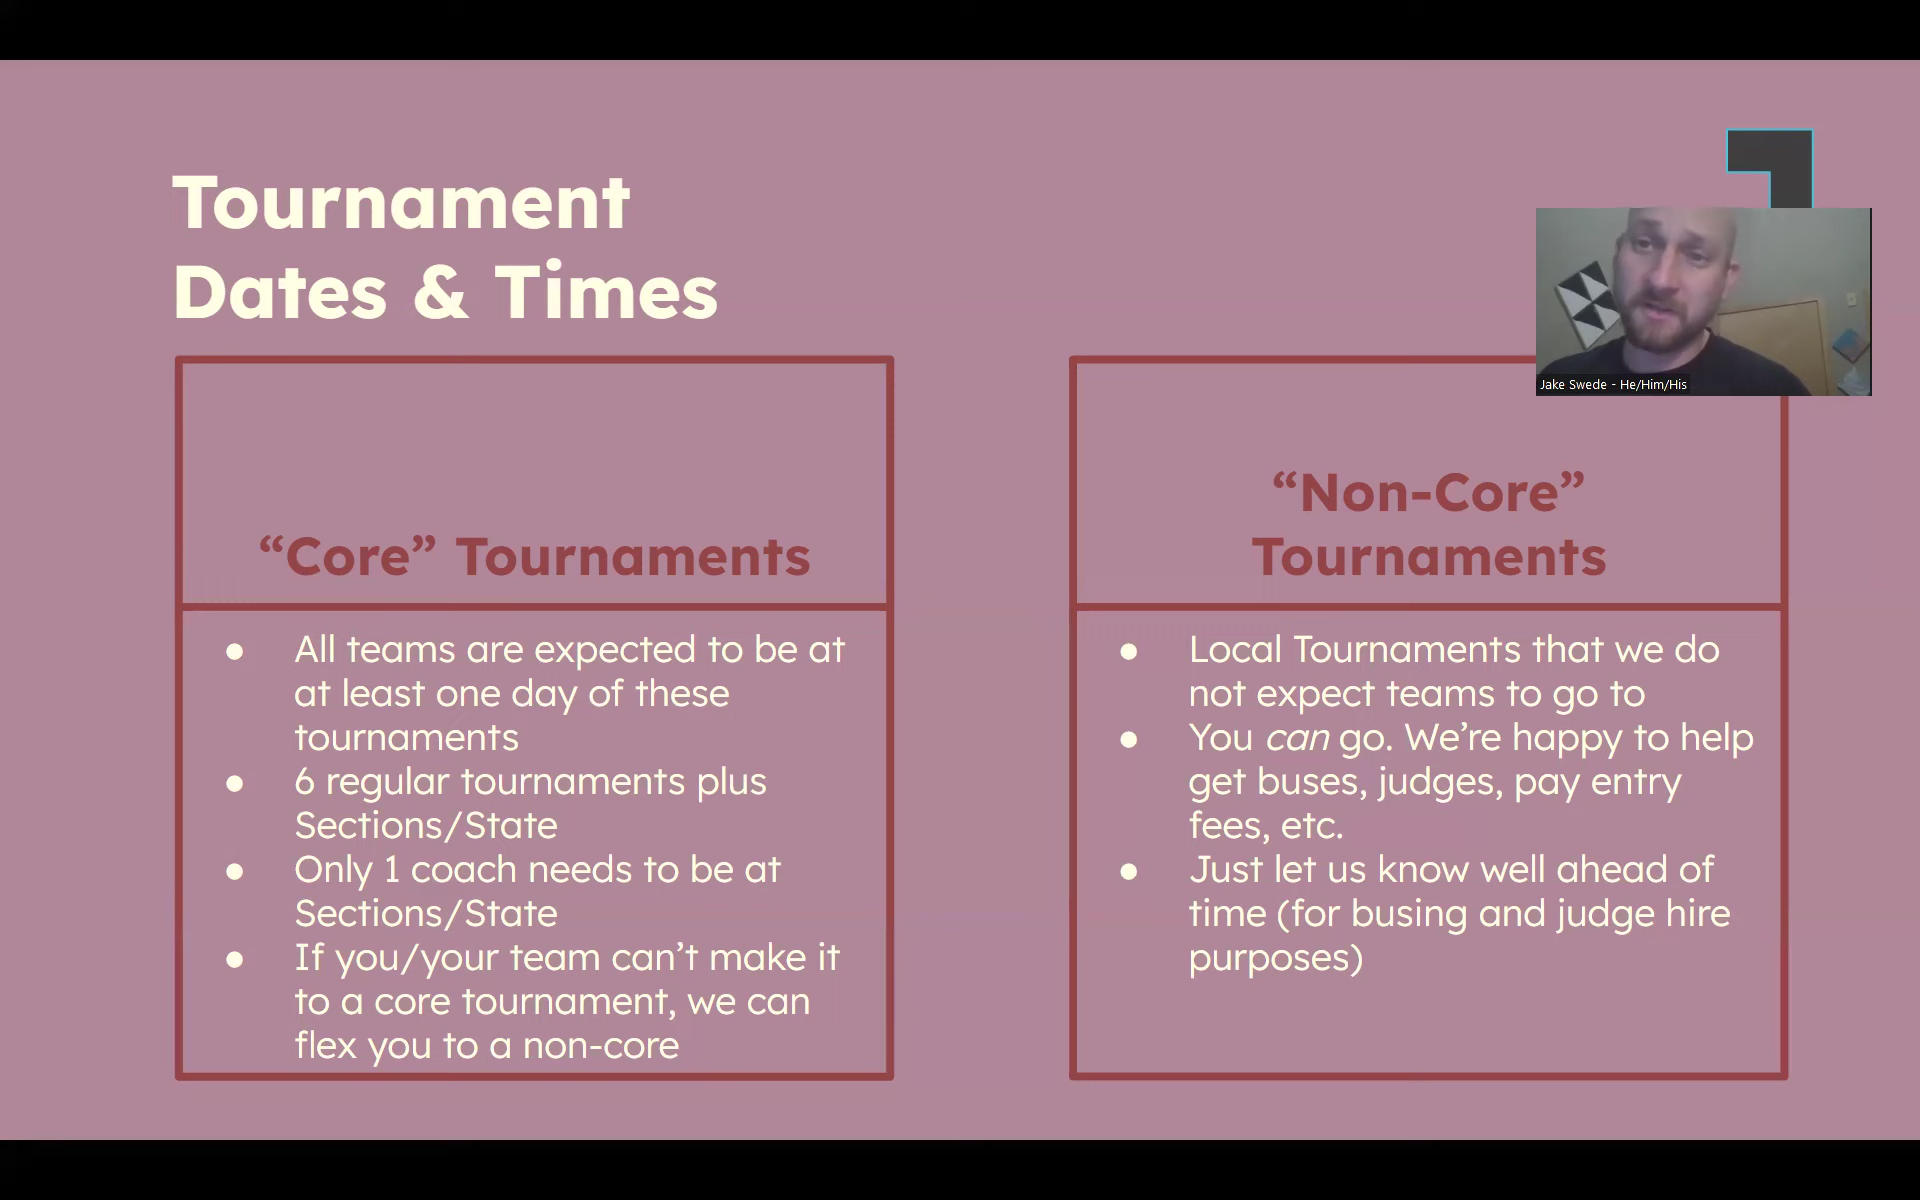 Tournament
Dates & Times
Jake Swede - He/Him/His
“Core” Tournaments
● All teams are expected to be at
at least one day of these
tournaments
● 6 regular tournaments plus
Sections/State
● Only 1 coach needs to be at
Sections/State
● If you/your team can’t make it
to a core tournament, we can
flex you to a non-core
“Non-Core”
Tournaments
● Local Tournaments that we do
not expect teams to go to
● You can go. We’re happy to help
get buses, judges, pay entry
fees, etc.
● Just let us know well ahead of
time (for busing and judge hire
purposes)